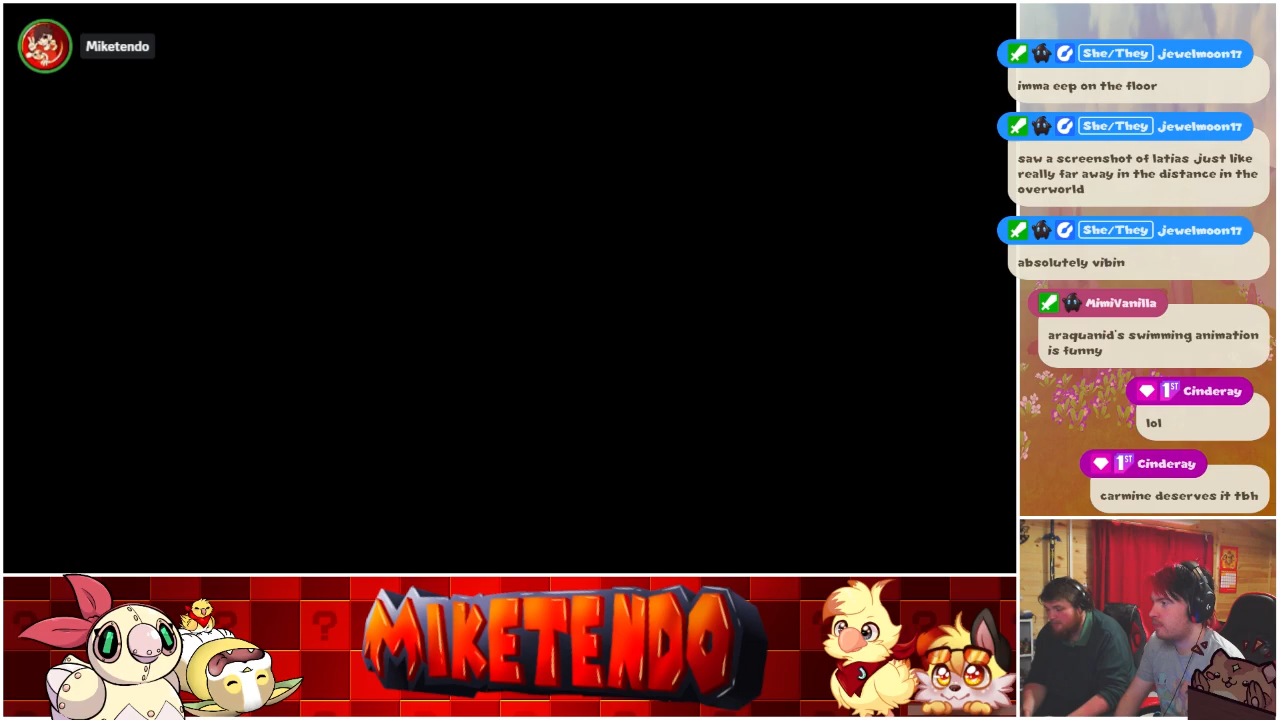 Miketendo
She/They jewelmoon17
imma eep on the floor
She/They jewelmoon17
saw a screenshot of latias just like
really far away in the distance in the
overworld
She/They jewelmoon17
absolutely vibin
MimiVanilla
araquanid's swimming animation
is funny
1ST Cinderay
lol
1ST Cinderay
carmine deserves it tbh
MIKETENDO